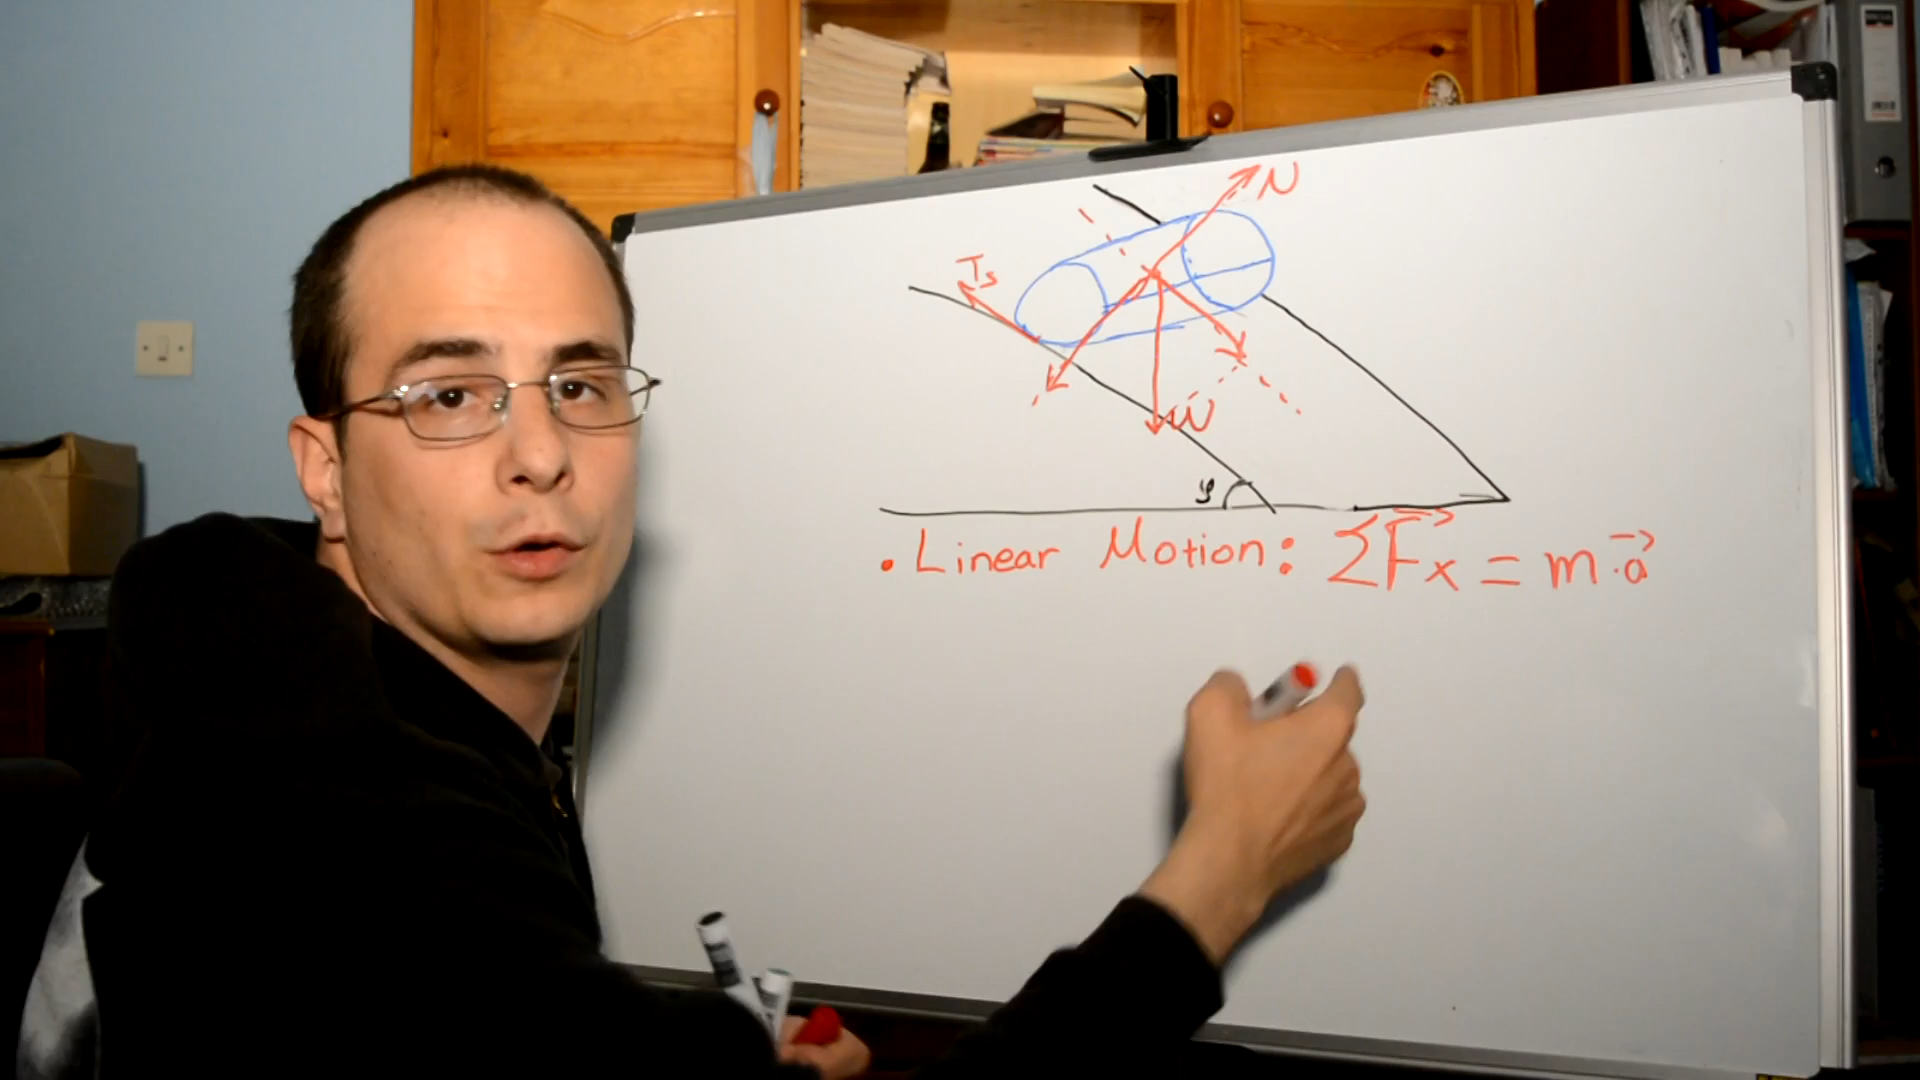 N
Ts
W
φ
• Linear Motion: ΣF⃗x = m·a⃗